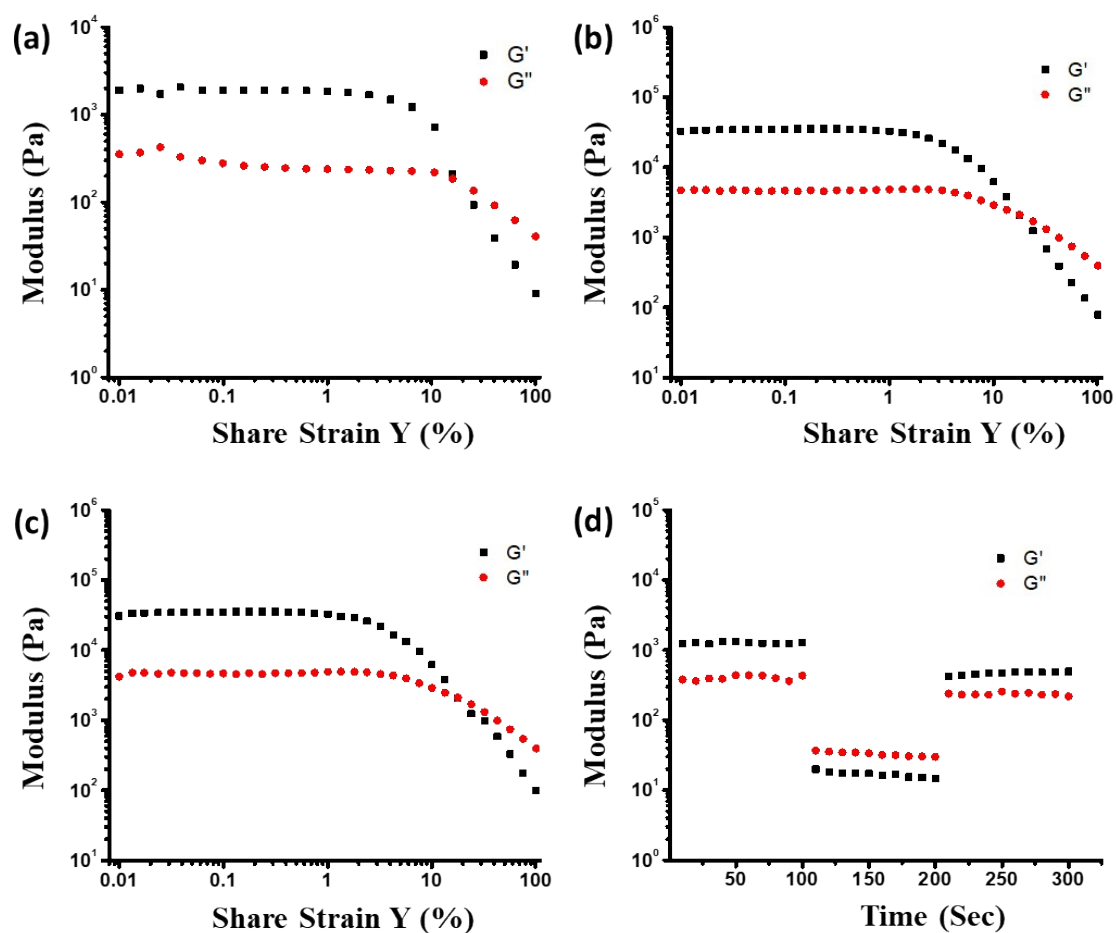 (a)
G'
G"
Modulus (Pa)
10⁴
10³
10²
10¹
10⁰
0.01 0.1 1 10 100
Share Strain Y (%)
(b)
G'
G"
Modulus (Pa)
10⁶
10⁵
10⁴
10³
10²
10¹
0.01 0.1 1 10 100
Share Strain Y (%)
(c)
G'
G"
Modulus (Pa)
10⁶
10⁵
10⁴
10³
10²
10¹
0.01 0.1 1 10 100
Share Strain Y (%)
(d)
G'
G"
Modulus (Pa)
10⁵
10⁴
10³
10²
10¹
10⁰
50 100 150 200 250 300
Time (Sec)